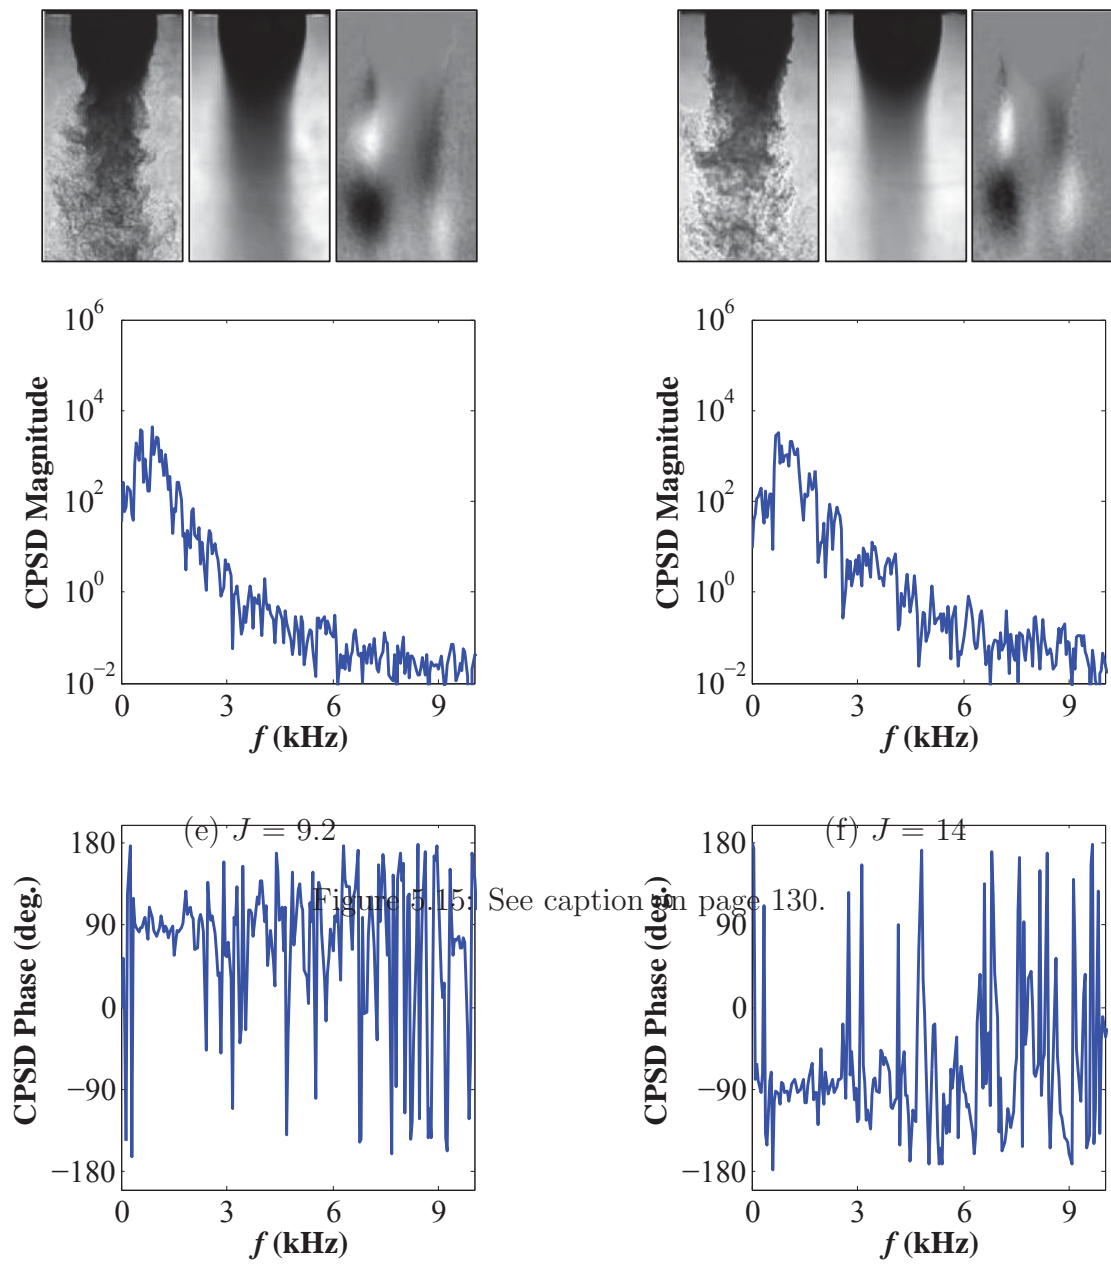 10^6
10^4
10^2
10^0
10^−2
CPSD Magnitude
0 3 6 9
f (kHz)
10^6
10^4
10^2
10^0
10^−2
CPSD Magnitude
0 3 6 9
f (kHz)
180
90
0
−90
−180
CPSD Phase (deg.)
0 3 6 9
f (kHz)
(e) J = 9.2
180
90
0
−90
−180
CPSD Phase (deg.)
0 3 6 9
f (kHz)
(f) J = 14
Figure 5.15: See caption on page 130.